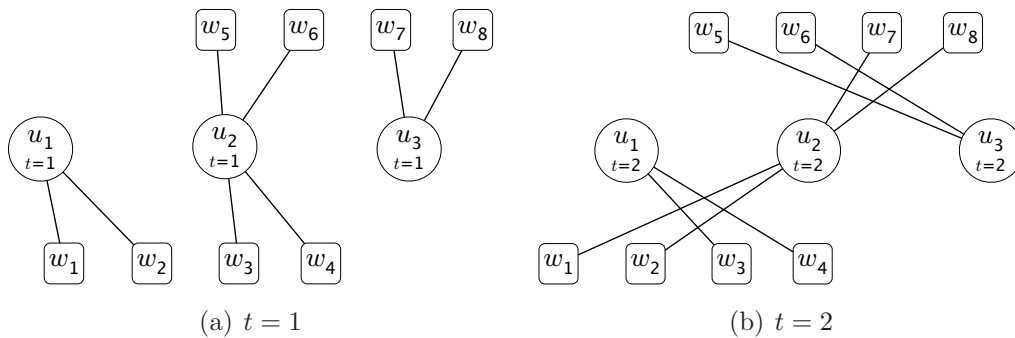 w5 w6 w7 w8
u1 t=1
u2 t=1
u3 t=1
w1 w2 w3 w4
(a) t = 1
w5 w6 w7 w8
u1 t=2
u2 t=2
u3 t=2
w1 w2 w3 w4
(b) t = 2